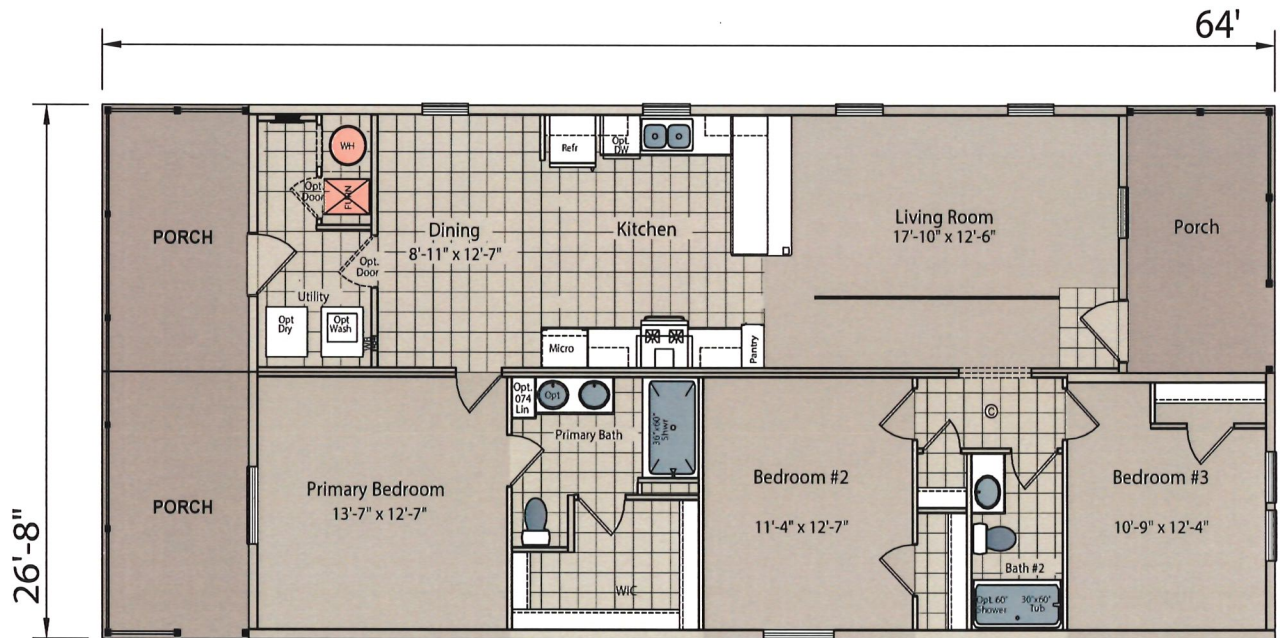 64'
26'-8"
PORCH
WH
FURN
Opt.
Door
Opt.
Door
Utility
Opt
Dry
Opt
Wash
Dining
8'-11" x 12'-7"
Refr
Opt.
DW
Kitchen
Micro
Pantry
Living Room
17'-10" x 12'-6"
Porch
PORCH
Primary Bedroom
13'-7" x 12'-7"
Opt.
074
Lin
Opt
Primary Bath
36"x60"
Shwr
WIC
Bedroom #2
11'-4" x 12'-7"
C
Bath #2
Opt. 60"
Shower
30"x60"
Tub
Bedroom #3
10'-9" x 12'-4"